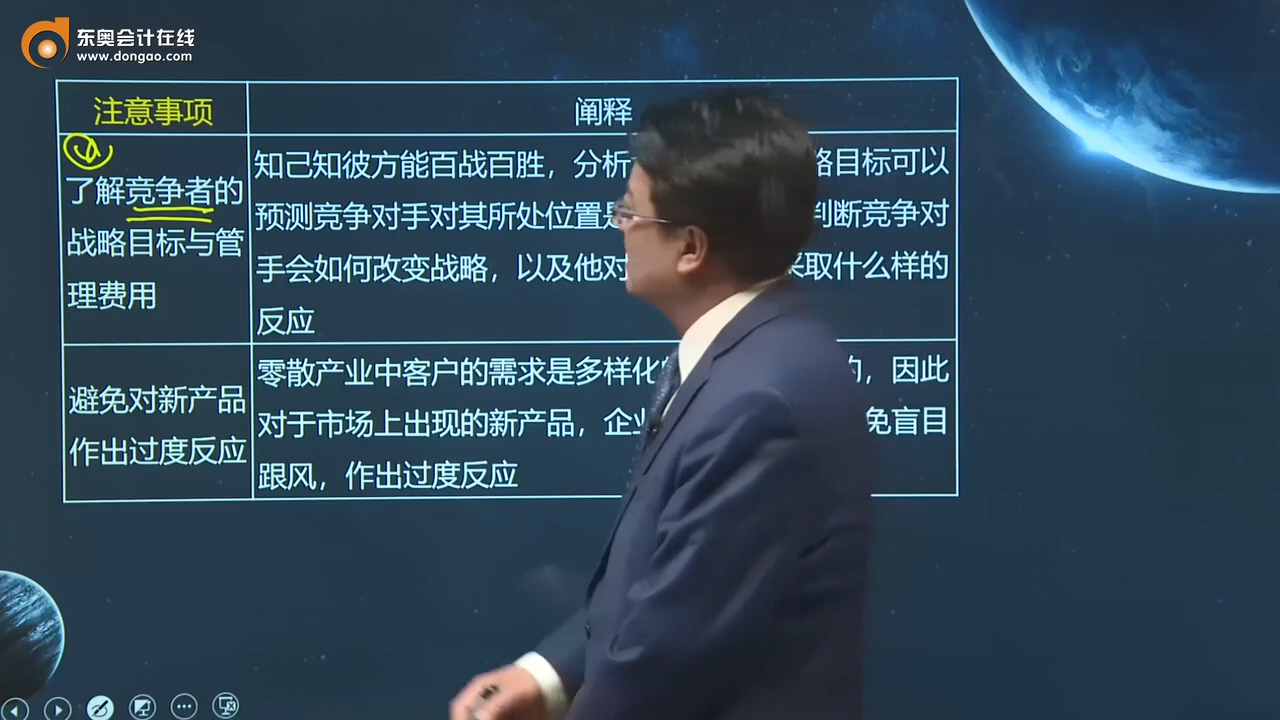 东奥会计在线
www.dongao.com
注意事项
阐释
了解竞争者的
战略目标与管
理费用
知己知彼方能百战百胜，分析 略目标可以
预测竞争对手对其所处位置是 判断竞争对
手会如何改变战略，以及他对 采取什么样的
反应
避免对新产品
作出过度反应
零散产业中客户的需求是多样化 ，因此
对于市场上出现的新产品，企业 免盲目
跟风，作出过度反应